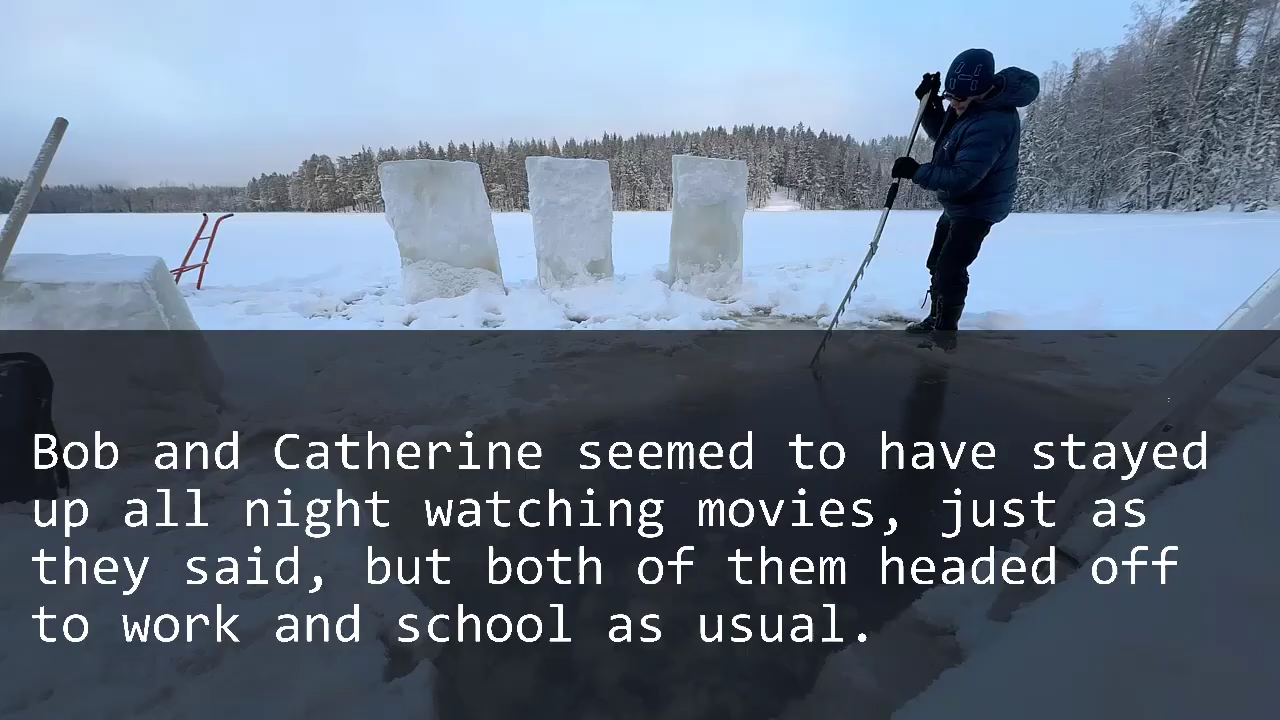 Bob and Catherine seemed to have stayed
up all night watching movies, just as
they said, but both of them headed off
to work and school as usual.